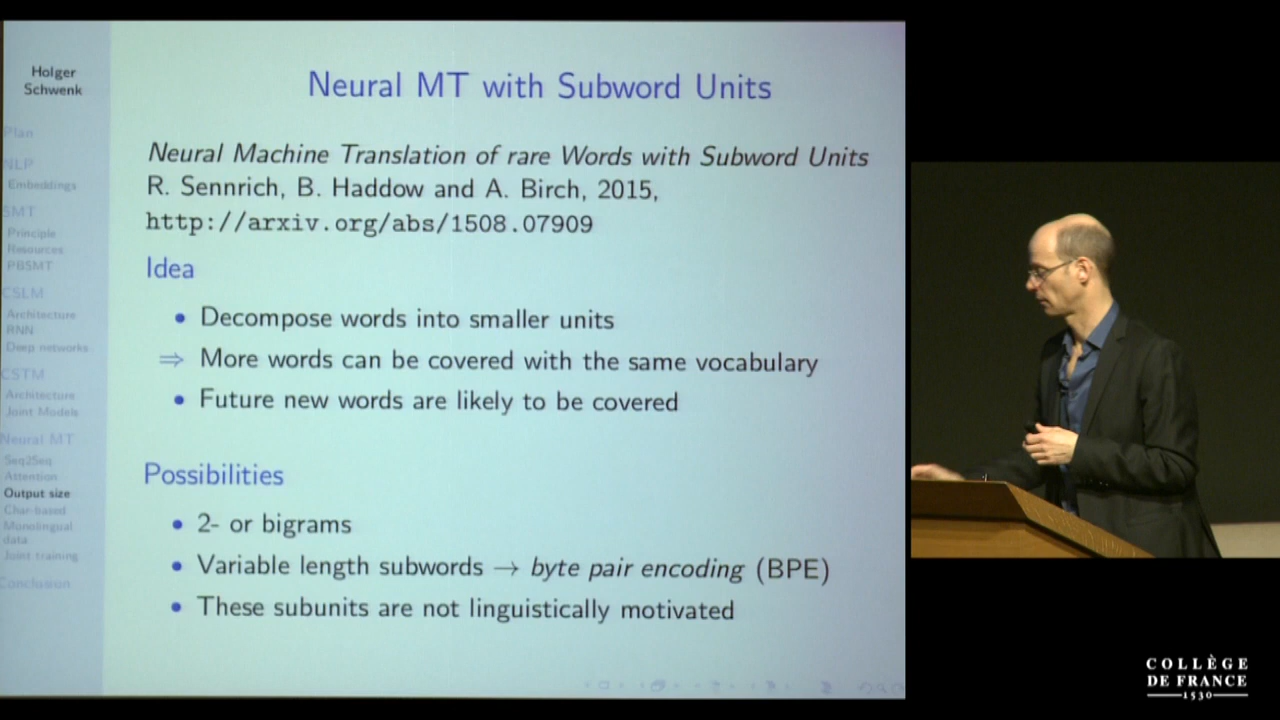 Holger
Schwenk
Plan
NLP
Embeddings
SMT
Principle
Resources
PBSMT
CSLM
Architecture
RNN
Deep networks
CSTM
Architecture
Joint Models
Neural MT
Seq2Seq
Attention
Output size
Char-based
Monolingual
data
Joint training
Conclusion
Neural MT with Subword Units
Neural Machine Translation of rare Words with Subword Units
R. Sennrich, B. Haddow and A. Birch, 2015,
http://arxiv.org/abs/1508.07909
Idea
• Decompose words into smaller units
⇒ More words can be covered with the same vocabulary
• Future new words are likely to be covered
Possibilities
• 2- or bigrams
• Variable length subwords → byte pair encoding (BPE)
• These subunits are not linguistically motivated
COLLÈGE
DE FRANCE
1530